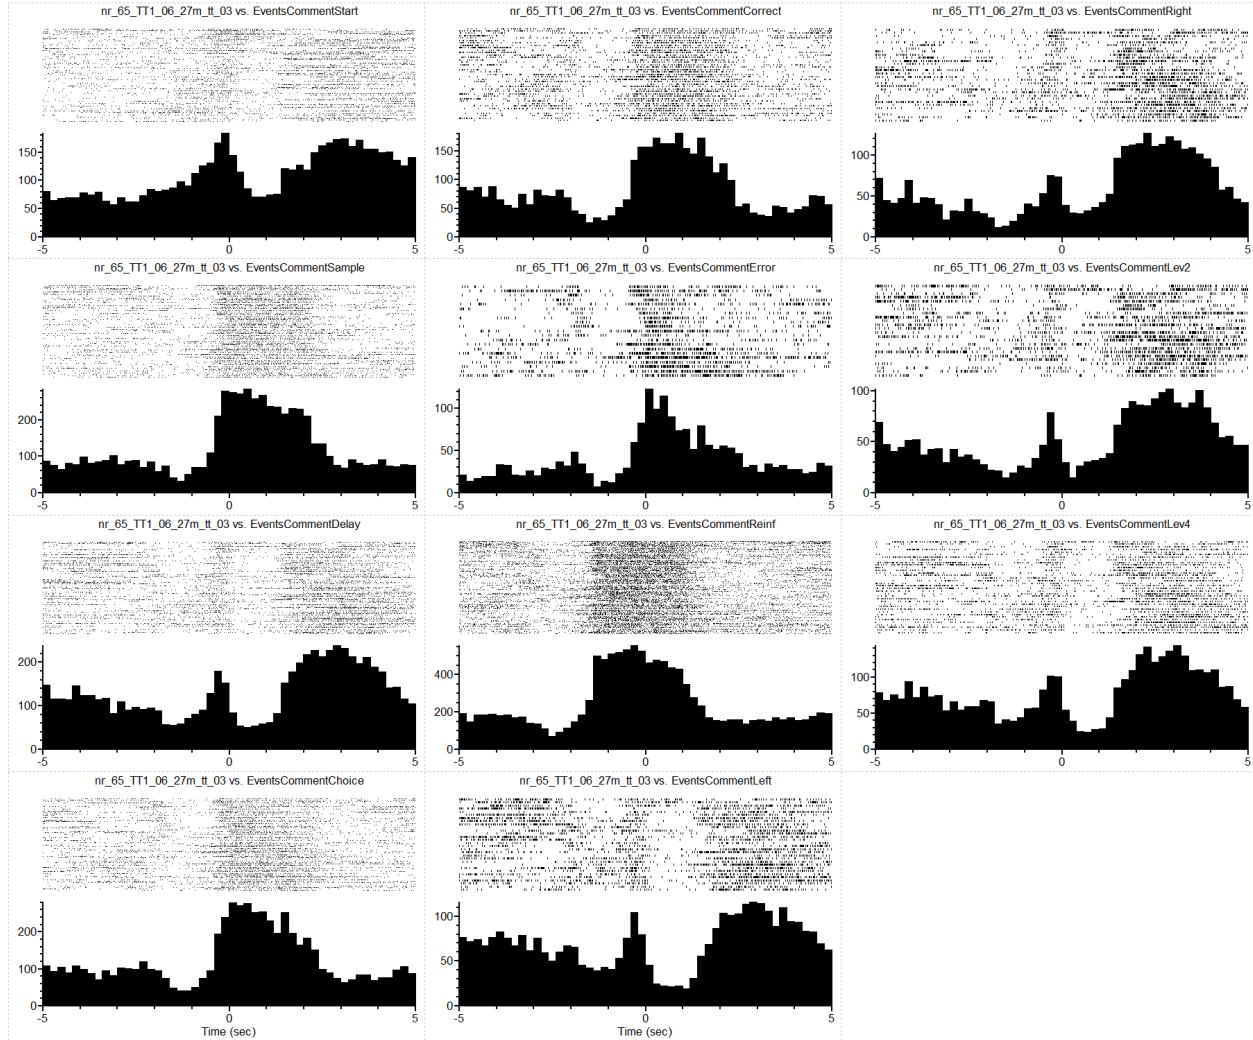 nr_65_TT1_06_27m_tt_03 vs. EventsCommentStart
150
100
50
0
-5 0 5
nr_65_TT1_06_27m_tt_03 vs. EventsCommentCorrect
150
100
50
0
-5 0 5
nr_65_TT1_06_27m_tt_03 vs. EventsCommentRight
100
50
0
-5 0 5
nr_65_TT1_06_27m_tt_03 vs. EventsCommentSample
200
100
0
-5 0 5
nr_65_TT1_06_27m_tt_03 vs. EventsCommentError
100
50
0
-5 0 5
nr_65_TT1_06_27m_tt_03 vs. EventsCommentLev2
100
50
0
-5 0 5
nr_65_TT1_06_27m_tt_03 vs. EventsCommentDelay
200
100
0
-5 0 5
nr_65_TT1_06_27m_tt_03 vs. EventsCommentReinf
400
200
0
-5 0 5
nr_65_TT1_06_27m_tt_03 vs. EventsCommentLev4
100
50
0
-5 0 5
nr_65_TT1_06_27m_tt_03 vs. EventsCommentChoice
200
100
0
-5 0 5
Time (sec)
nr_65_TT1_06_27m_tt_03 vs. EventsCommentLeft
100
50
0
-5 0 5
Time (sec)